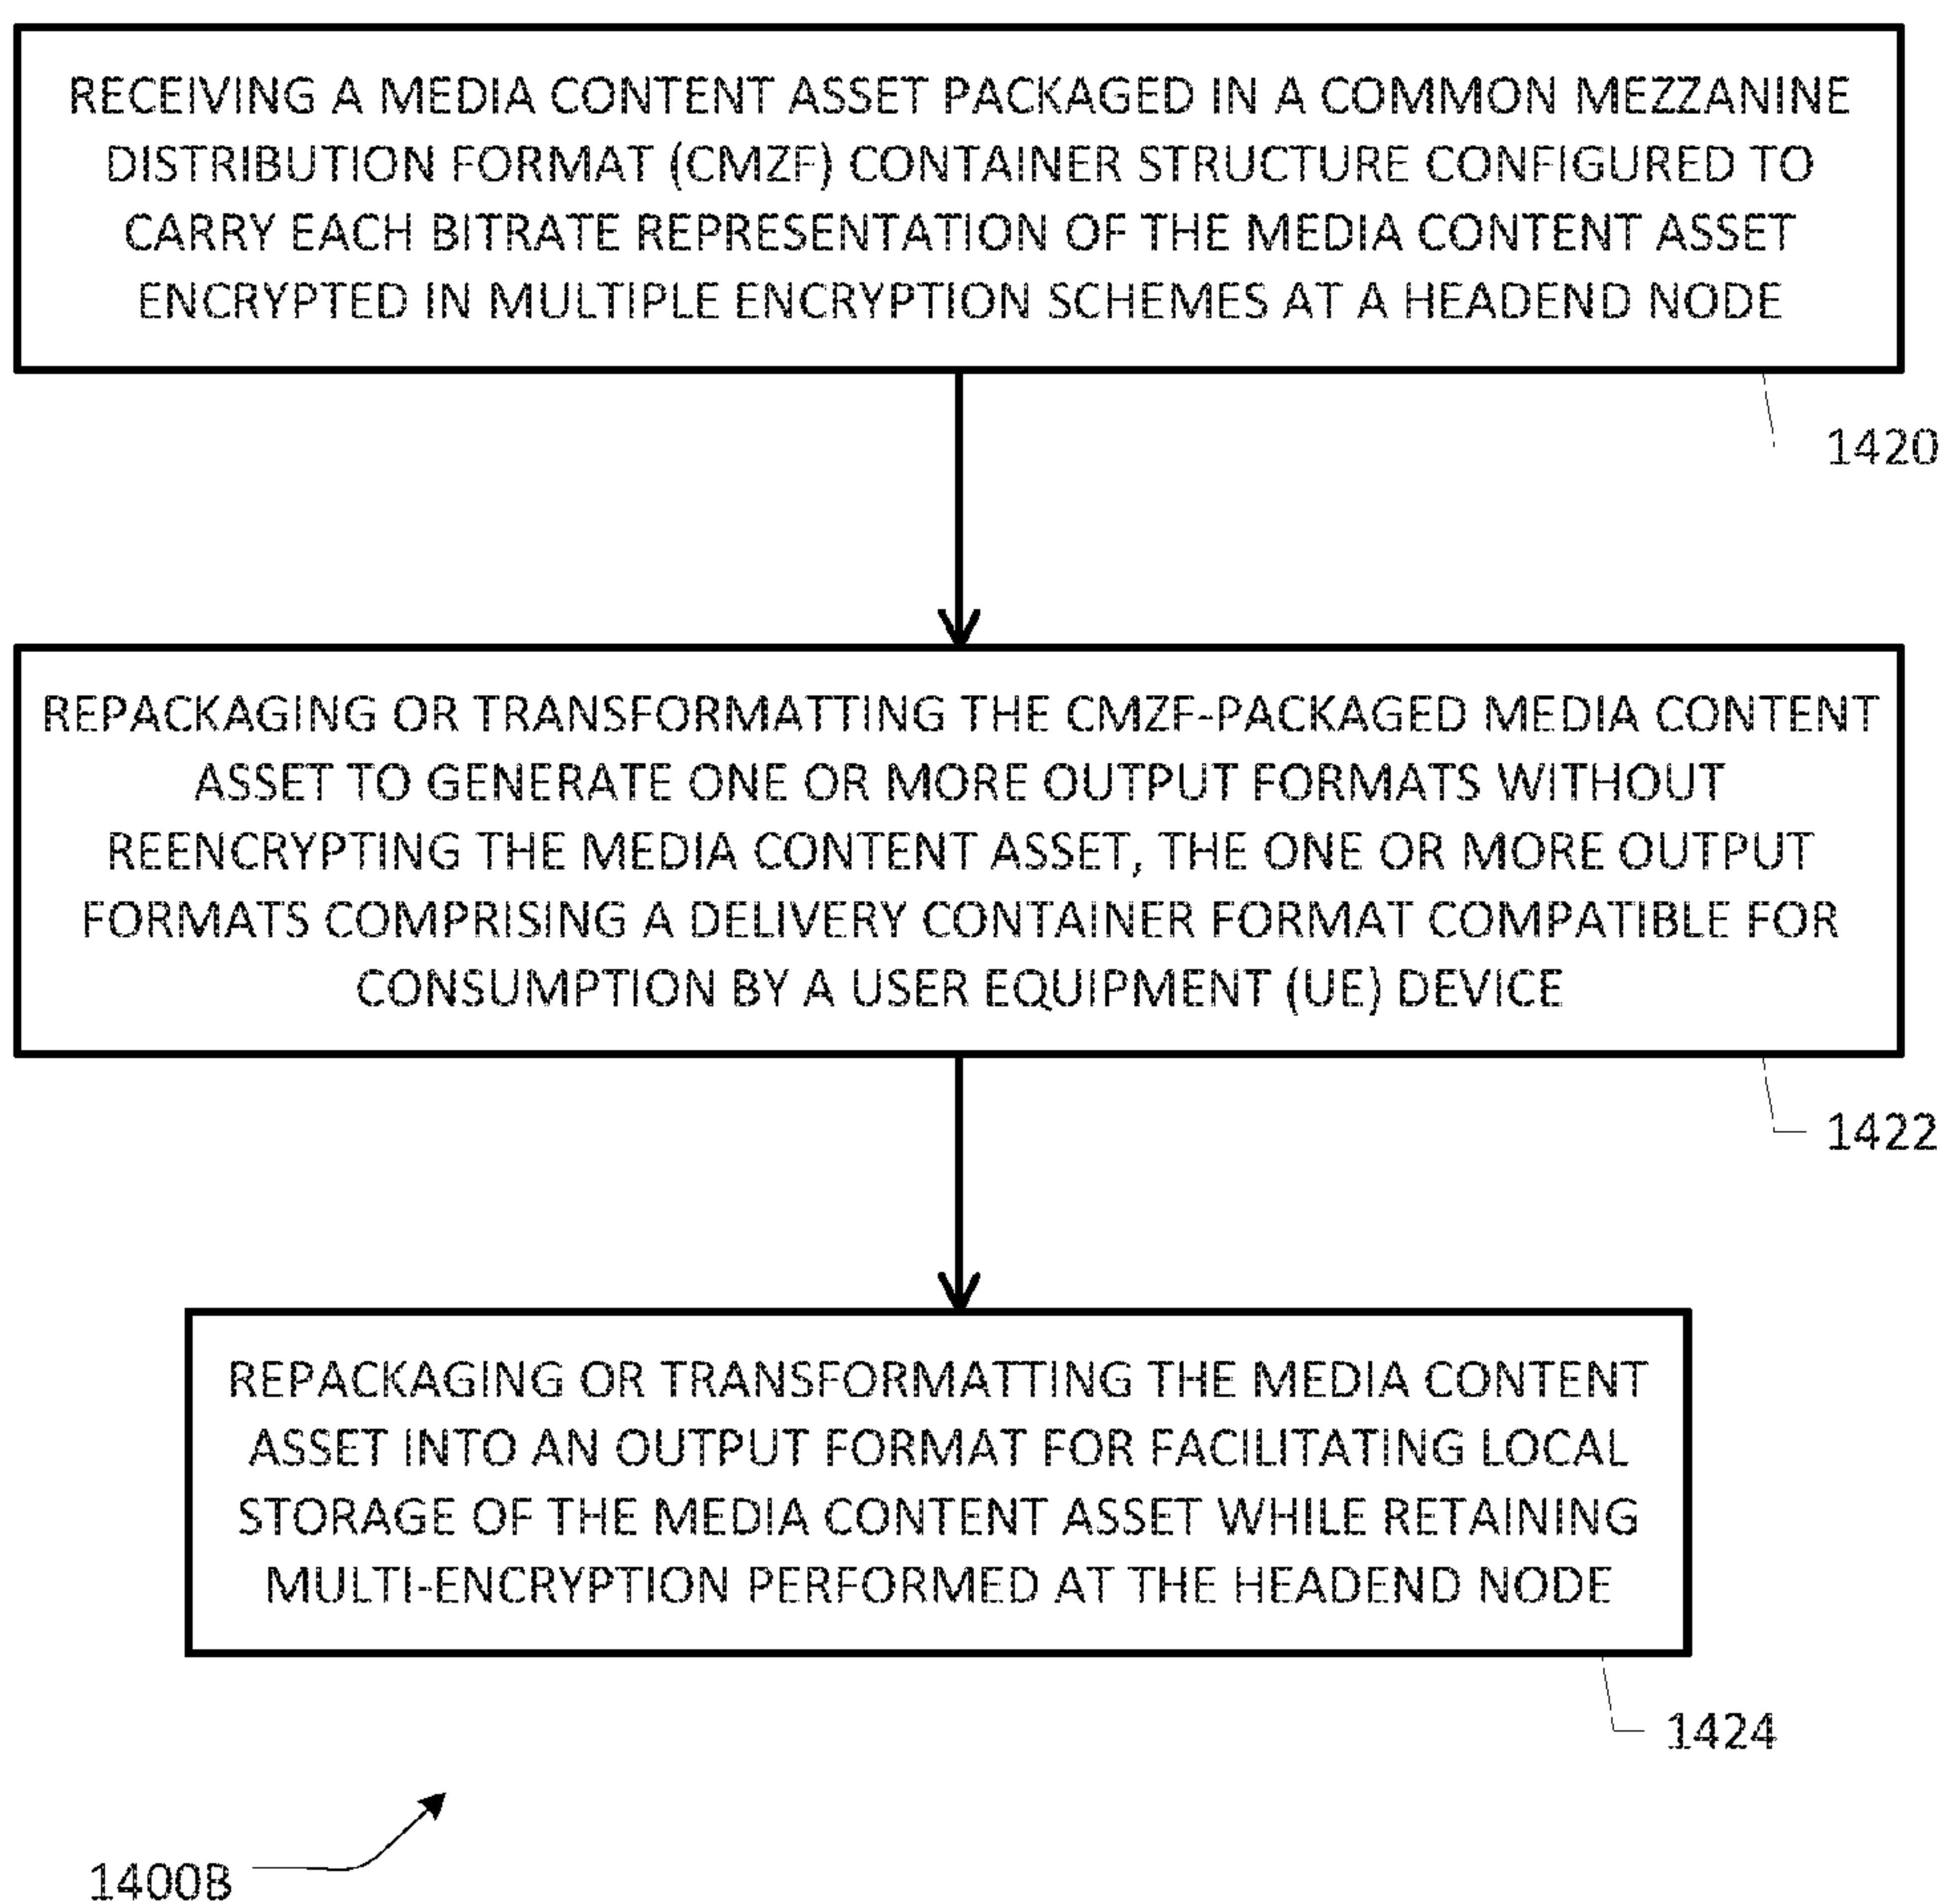 RECEIVING A MEDIA CONTENT ASSET PACKAGED IN A COMMON MEZZANINE
DISTRIBUTION FORMAT (CMZF) CONTAINER STRUCTURE CONFIGURED TO
CARRY EACH BITRATE REPRESENTATION OF THE MEDIA CONTENT ASSET
ENCRYPTED IN MULTIPLE ENCRYPTION SCHEMES AT A HEADEND NODE
1420
REPACKAGING OR TRANSFORMATTING THE CMZF-PACKAGED MEDIA CONTENT
ASSET TO GENERATE ONE OR MORE OUTPUT FORMATS WITHOUT
REENCRYPTING THE MEDIA CONTENT ASSET, THE ONE OR MORE OUTPUT
FORMATS COMPRISING A DELIVERY CONTAINER FORMAT COMPATIBLE FOR
CONSUMPTION BY A USER EQUIPMENT (UE) DEVICE
1422
REPACKAGING OR TRANSFORMATTING THE MEDIA CONTENT
ASSET INTO AN OUTPUT FORMAT FOR FACILITATING LOCAL
STORAGE OF THE MEDIA CONTENT ASSET WHILE RETAINING
MULTI-ENCRYPTION PERFORMED AT THE HEADEND NODE
1424
1400B